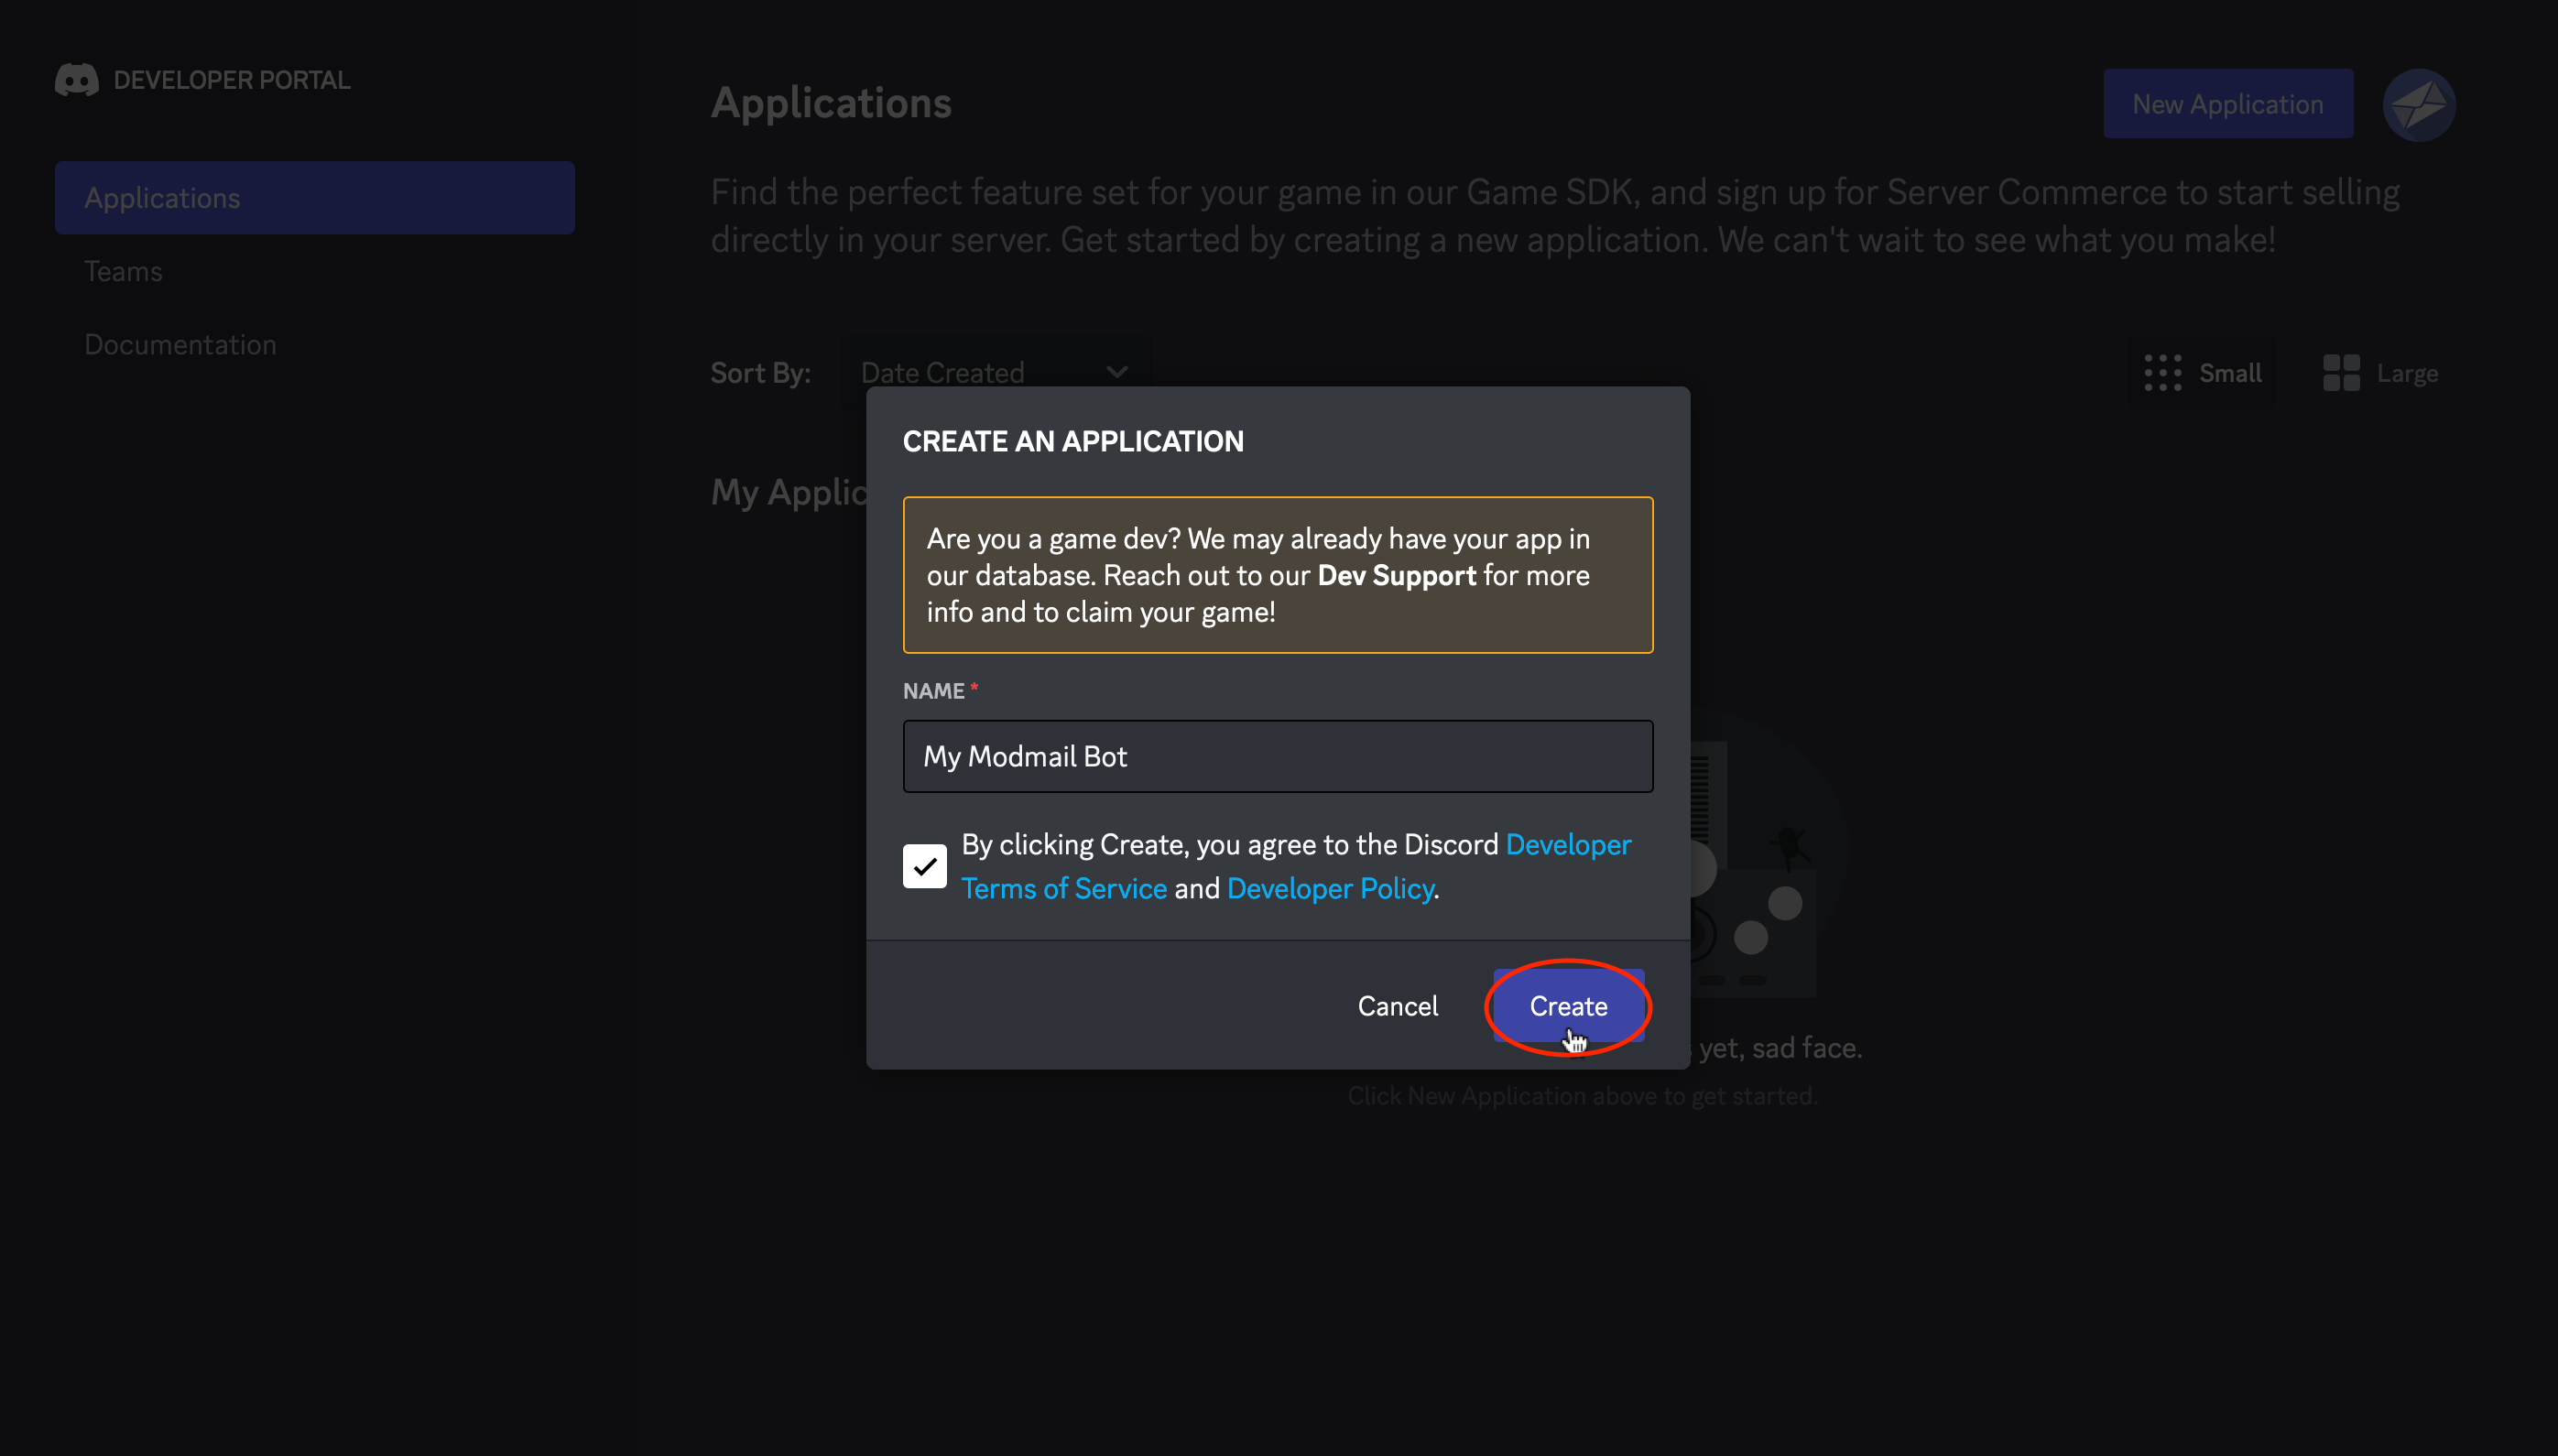 DEVELOPER PORTAL
Applications
Teams
Documentation
Applications
New Application
Find the perfect feature set for your game in our Game SDK, and sign up for Server Commerce to start selling
directly in your server. Get started by creating a new application. We can't wait to see what you make!
Sort By: Date Created
Small
Large
My Applic
CREATE AN APPLICATION
Are you a game dev? We may already have your app in
our database. Reach out to our Dev Support for more
info and to claim your game!
NAME *
My Modmail Bot
By clicking Create, you agree to the Discord Developer
Terms of Service and Developer Policy.
Cancel
Create
yet, sad face.
Click New Application above to get started.